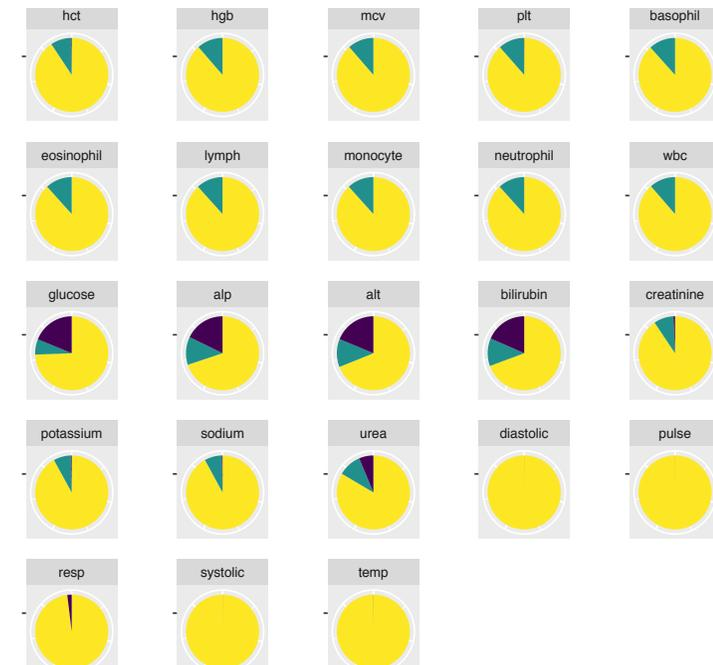 hct hgb mcv plt basophil
eosinophil lymph monocyte neutrophil wbc
glucose alp alt bilirubin creatinine
potassium sodium urea diastolic pulse
resp systolic temp